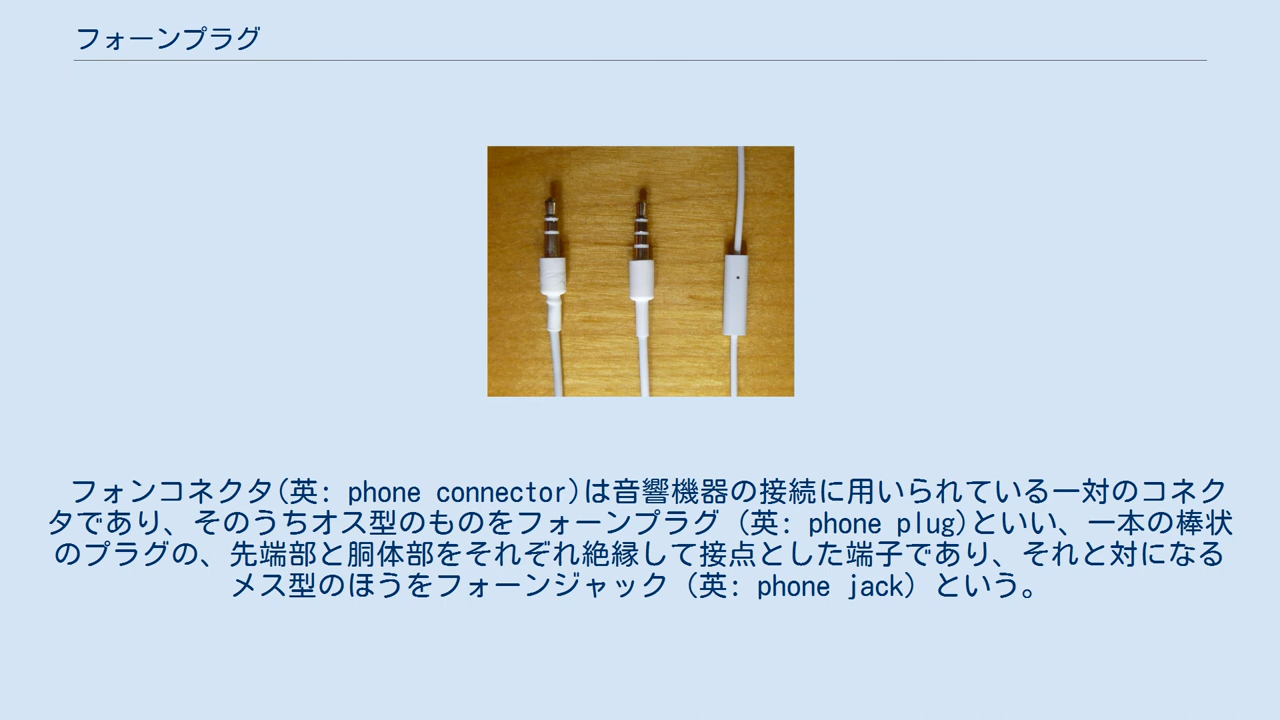 フォーンプラグ
フォンコネクタ(英: phone connector)は音響機器の接続に用いられている一対のコネク
タであり、そのうちオス型のものをフォーンプラグ (英: phone plug)といい、一本の棒状
のプラグの、先端部と胴体部をそれぞれ絶縁して接点とした端子であり、それと対になる
メス型のほうをフォーンジャック (英: phone jack) という。